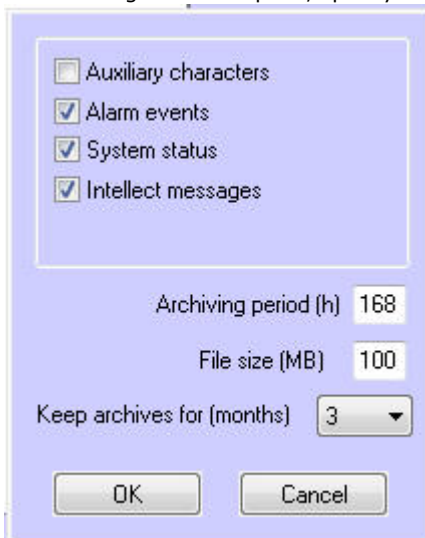 Auxiliary characters
Alarm events
System status
Intellect messages
Archiving period (h) 168
File size (MB) 100
Keep archives for (months) 3
OK Cancel